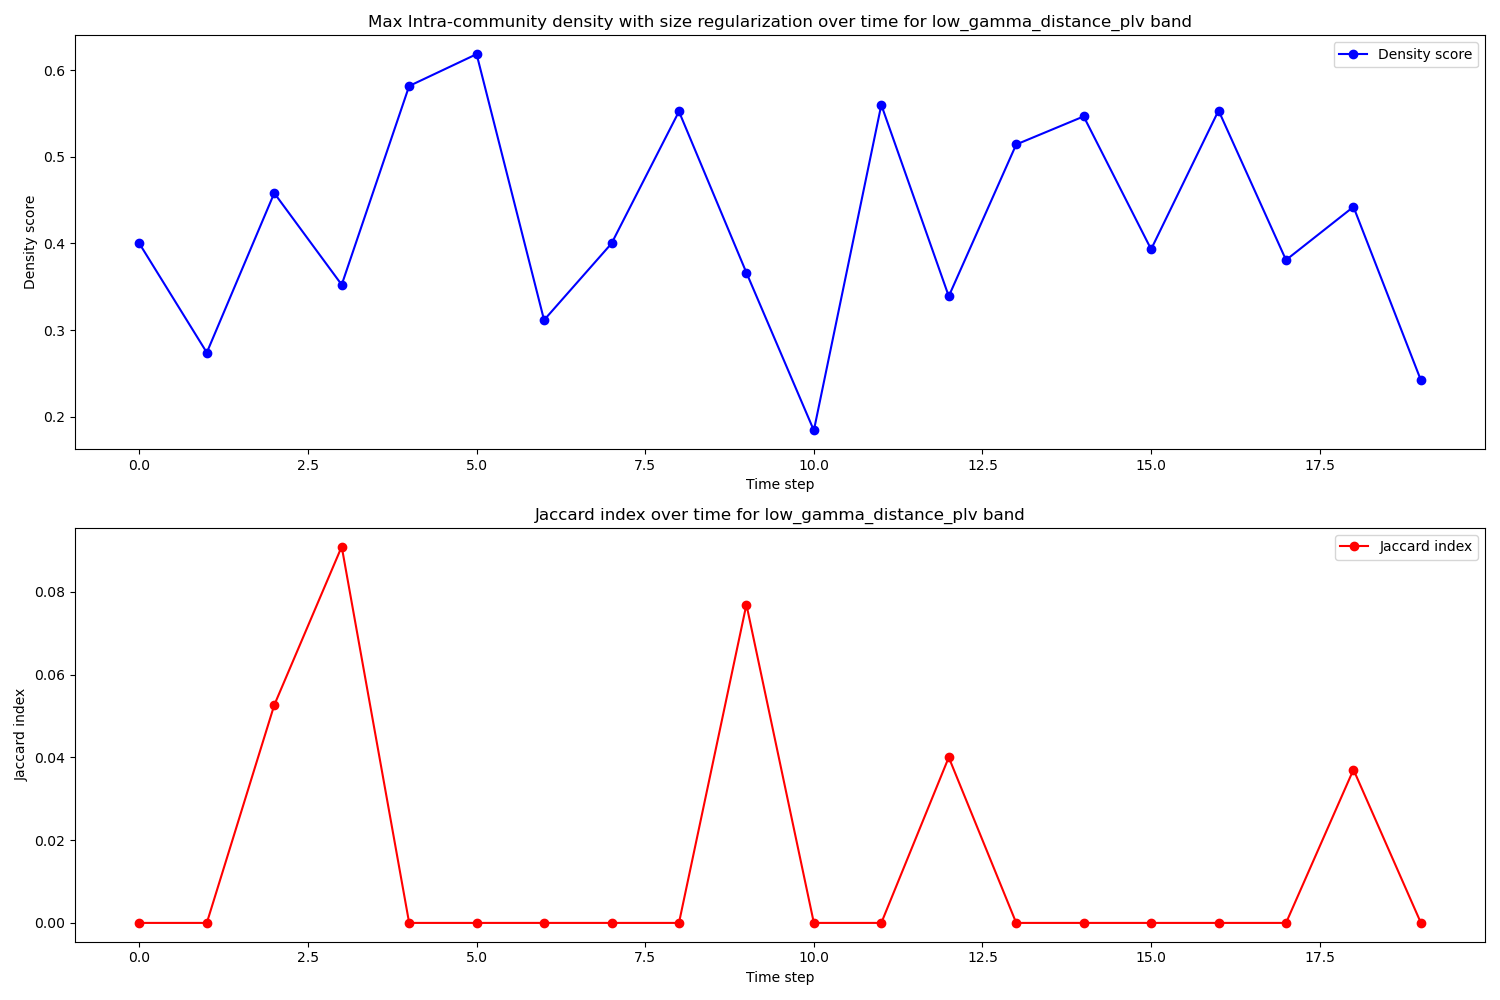 Max Intra-community density with size regularization over time for low_gamma_distance_plv band
Density score
0.6
0.5
0.4
0.3
0.2
Density score
0.0 2.5 5.0 7.5 10.0 12.5 15.0 17.5
Time step
Jaccard index over time for low_gamma_distance_plv band
Jaccard index
0.08
0.06
0.04
0.02
0.00
Jaccard index
0.0 2.5 5.0 7.5 10.0 12.5 15.0 17.5
Time step